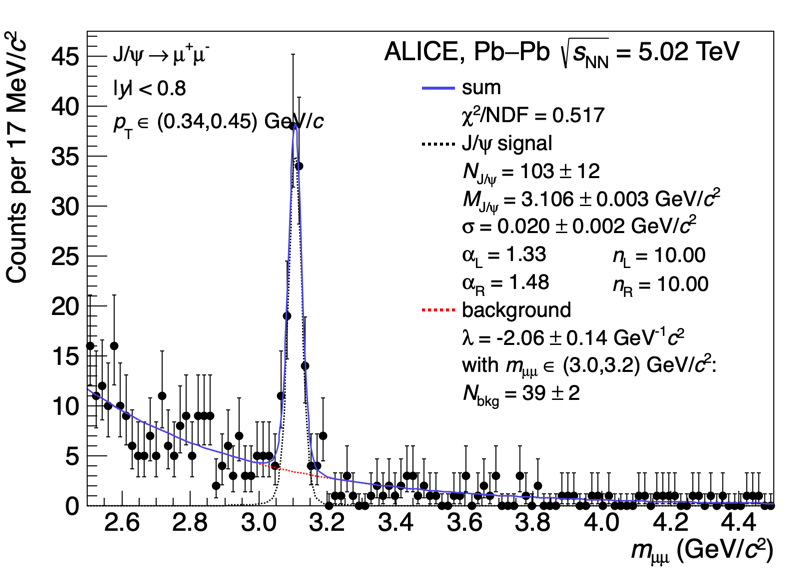 J/ψ → μ⁺μ⁻
|y| < 0.8
p_T ∈ (0.34,0.45) GeV/c
ALICE, Pb−Pb √s_NN = 5.02 TeV
sum
χ²/NDF = 0.517
J/ψ signal
N_J/ψ = 103 ± 12
M_J/ψ = 3.106 ± 0.003 GeV/c²
σ = 0.020 ± 0.002 GeV/c²
α_L = 1.33 n_L = 10.00
α_R = 1.48 n_R = 10.00
background
λ = -2.06 ± 0.14 GeV⁻¹c²
with m_μμ ∈ (3.0,3.2) GeV/c²:
N_bkg = 39 ± 2
Counts per 17 MeV/c²
45
40
35
30
25
20
15
10
5
0
2.6 2.8 3.0 3.2 3.4 3.6 3.8 4.0 4.2 4.4
m_μμ (GeV/c²)